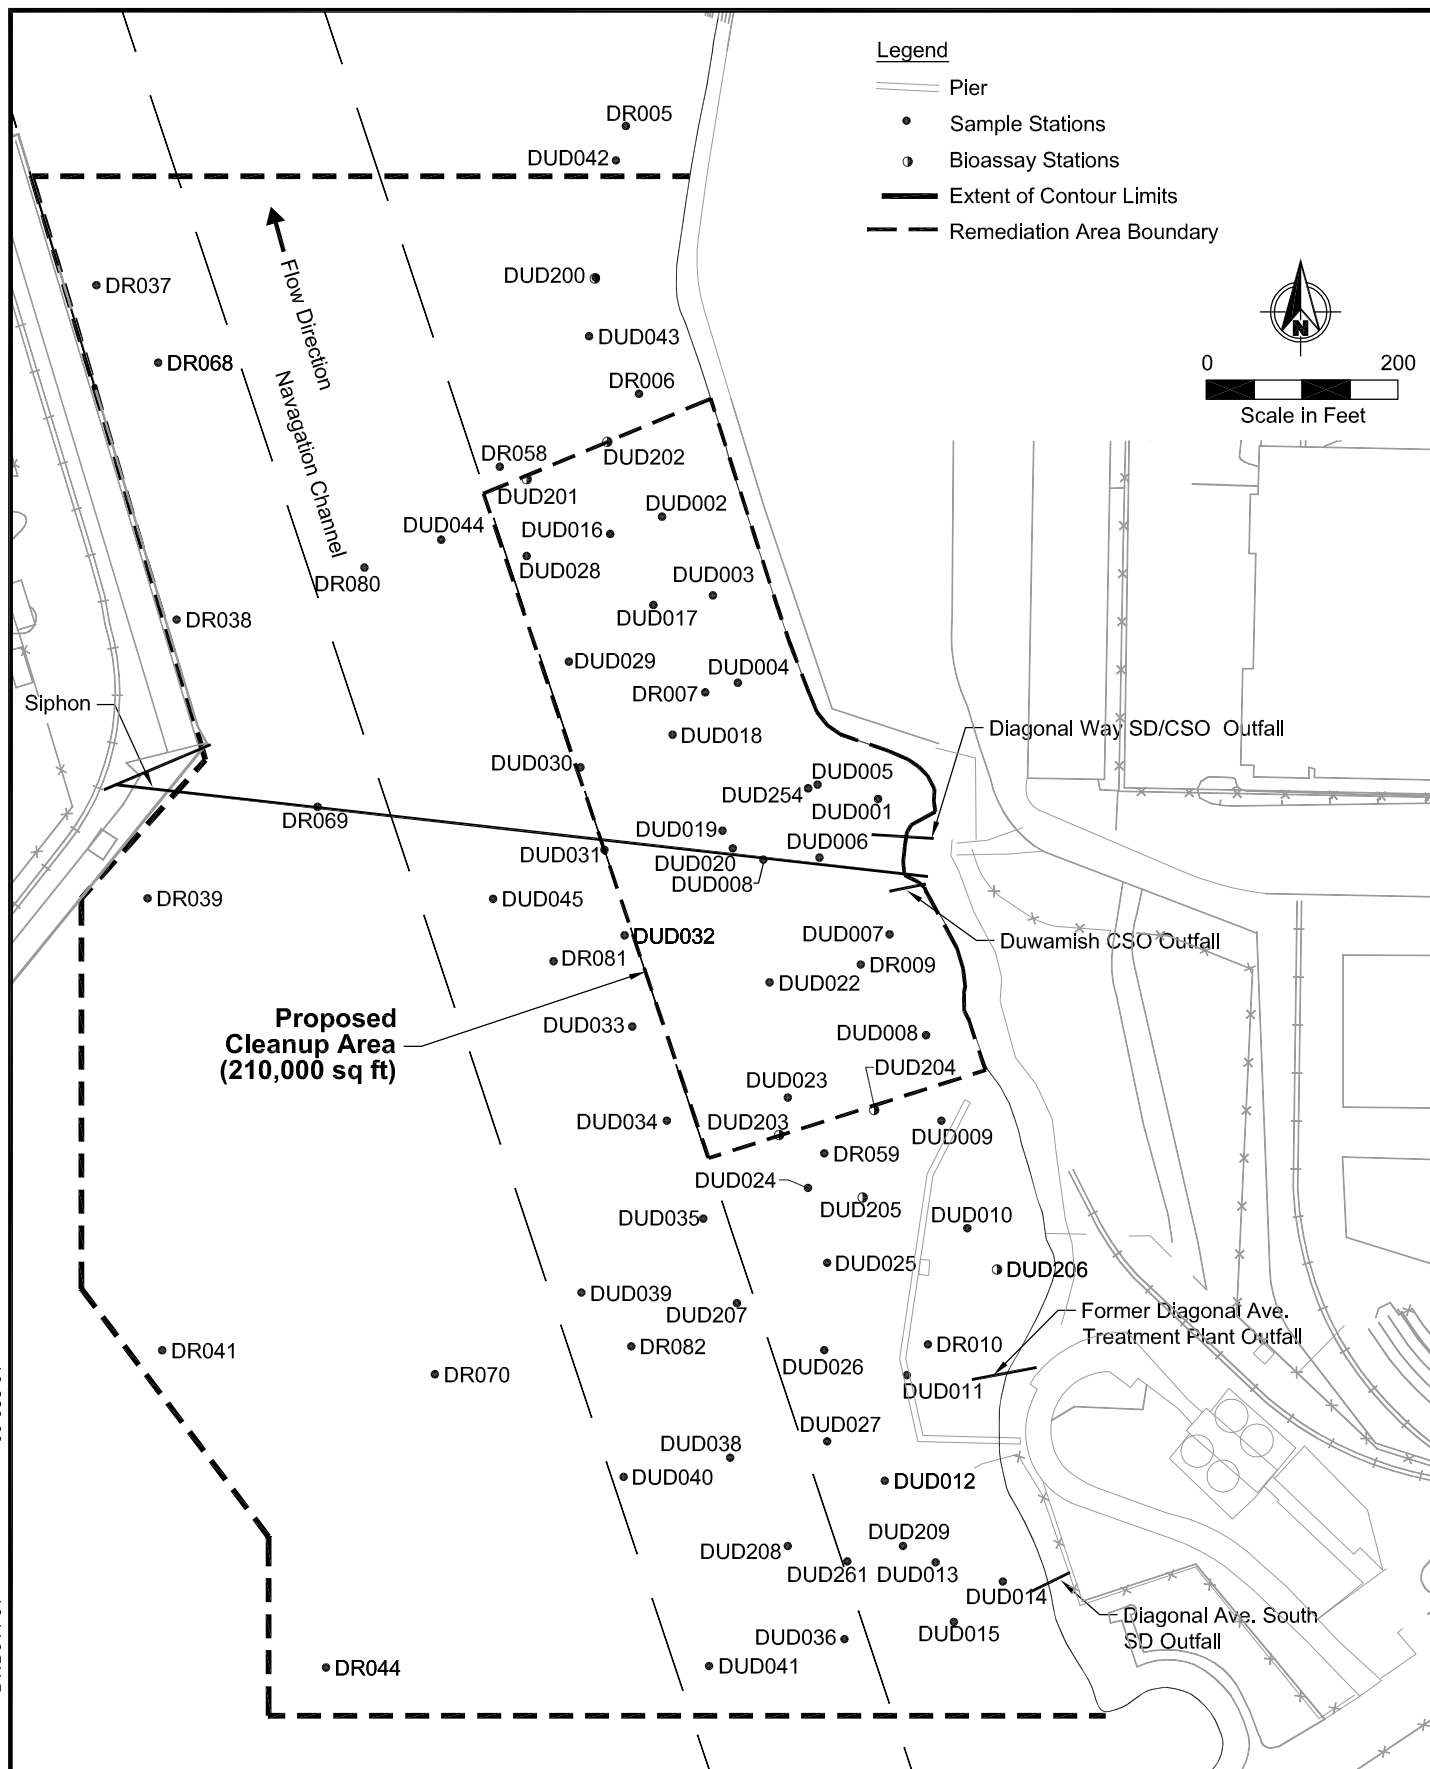 Legend
Pier
Sample Stations
Bioassay Stations
Extent of Contour Limits
Remediation Area Boundary
DR005
DUD042
DUD200
DR037
Flow Direction
DUD043
DR068
N
0 200
Scale in Feet
DR006
Navagation Channel
DUD202
DR058
DUD201
DUD002
DUD044
DUD016
DUD028
DR080
DUD003
DUD017
DR038
DUD029
DUD004
DR007
Siphon
DUD018
Diagonal Way SD/CSO Outfall
DUD030
DUD005
DUD254
DUD001
DR069
DUD019
DUD006
DUD031
DUD020
DUD008
DR039
DUD045
DUD032
DUD007
Duwamish CSO Outfall
DR081
DR009
DUD022
Proposed
Cleanup Area
(210,000 sq ft)
DUD033
DUD008
DUD204
DUD023
DUD034
DUD203
DUD009
DR059
DUD024
DUD205
DUD035
DUD010
DUD025
DUD206
DUD039
DUD207
Former Diagonal Ave.
Treatment Plant Outfall
DR041
DR082
DR010
DUD026
DR070
DUD011
DUD027
DUD038
DUD040
DUD012
DUD209
DUD208
DUD261
DUD013
DUD014
Diagonal Ave. South
SD Outfall
DUD015
DUD036
DR044
DUD041